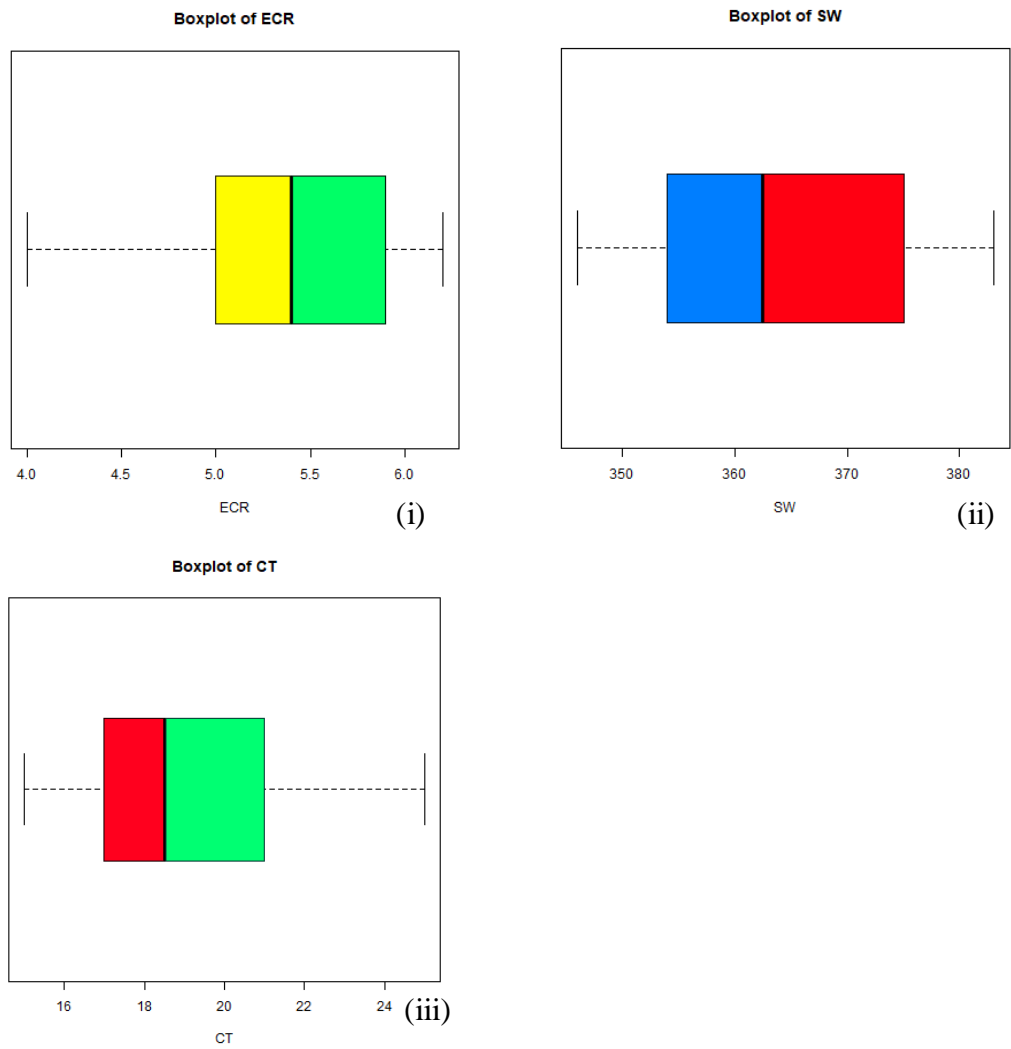 Boxplot of ECR
4.0 4.5 5.0 5.5 6.0
ECR
(i)
Boxplot of SW
350 360 370 380
SW
(ii)
Boxplot of CT
16 18 20 22 24
CT
(iii)